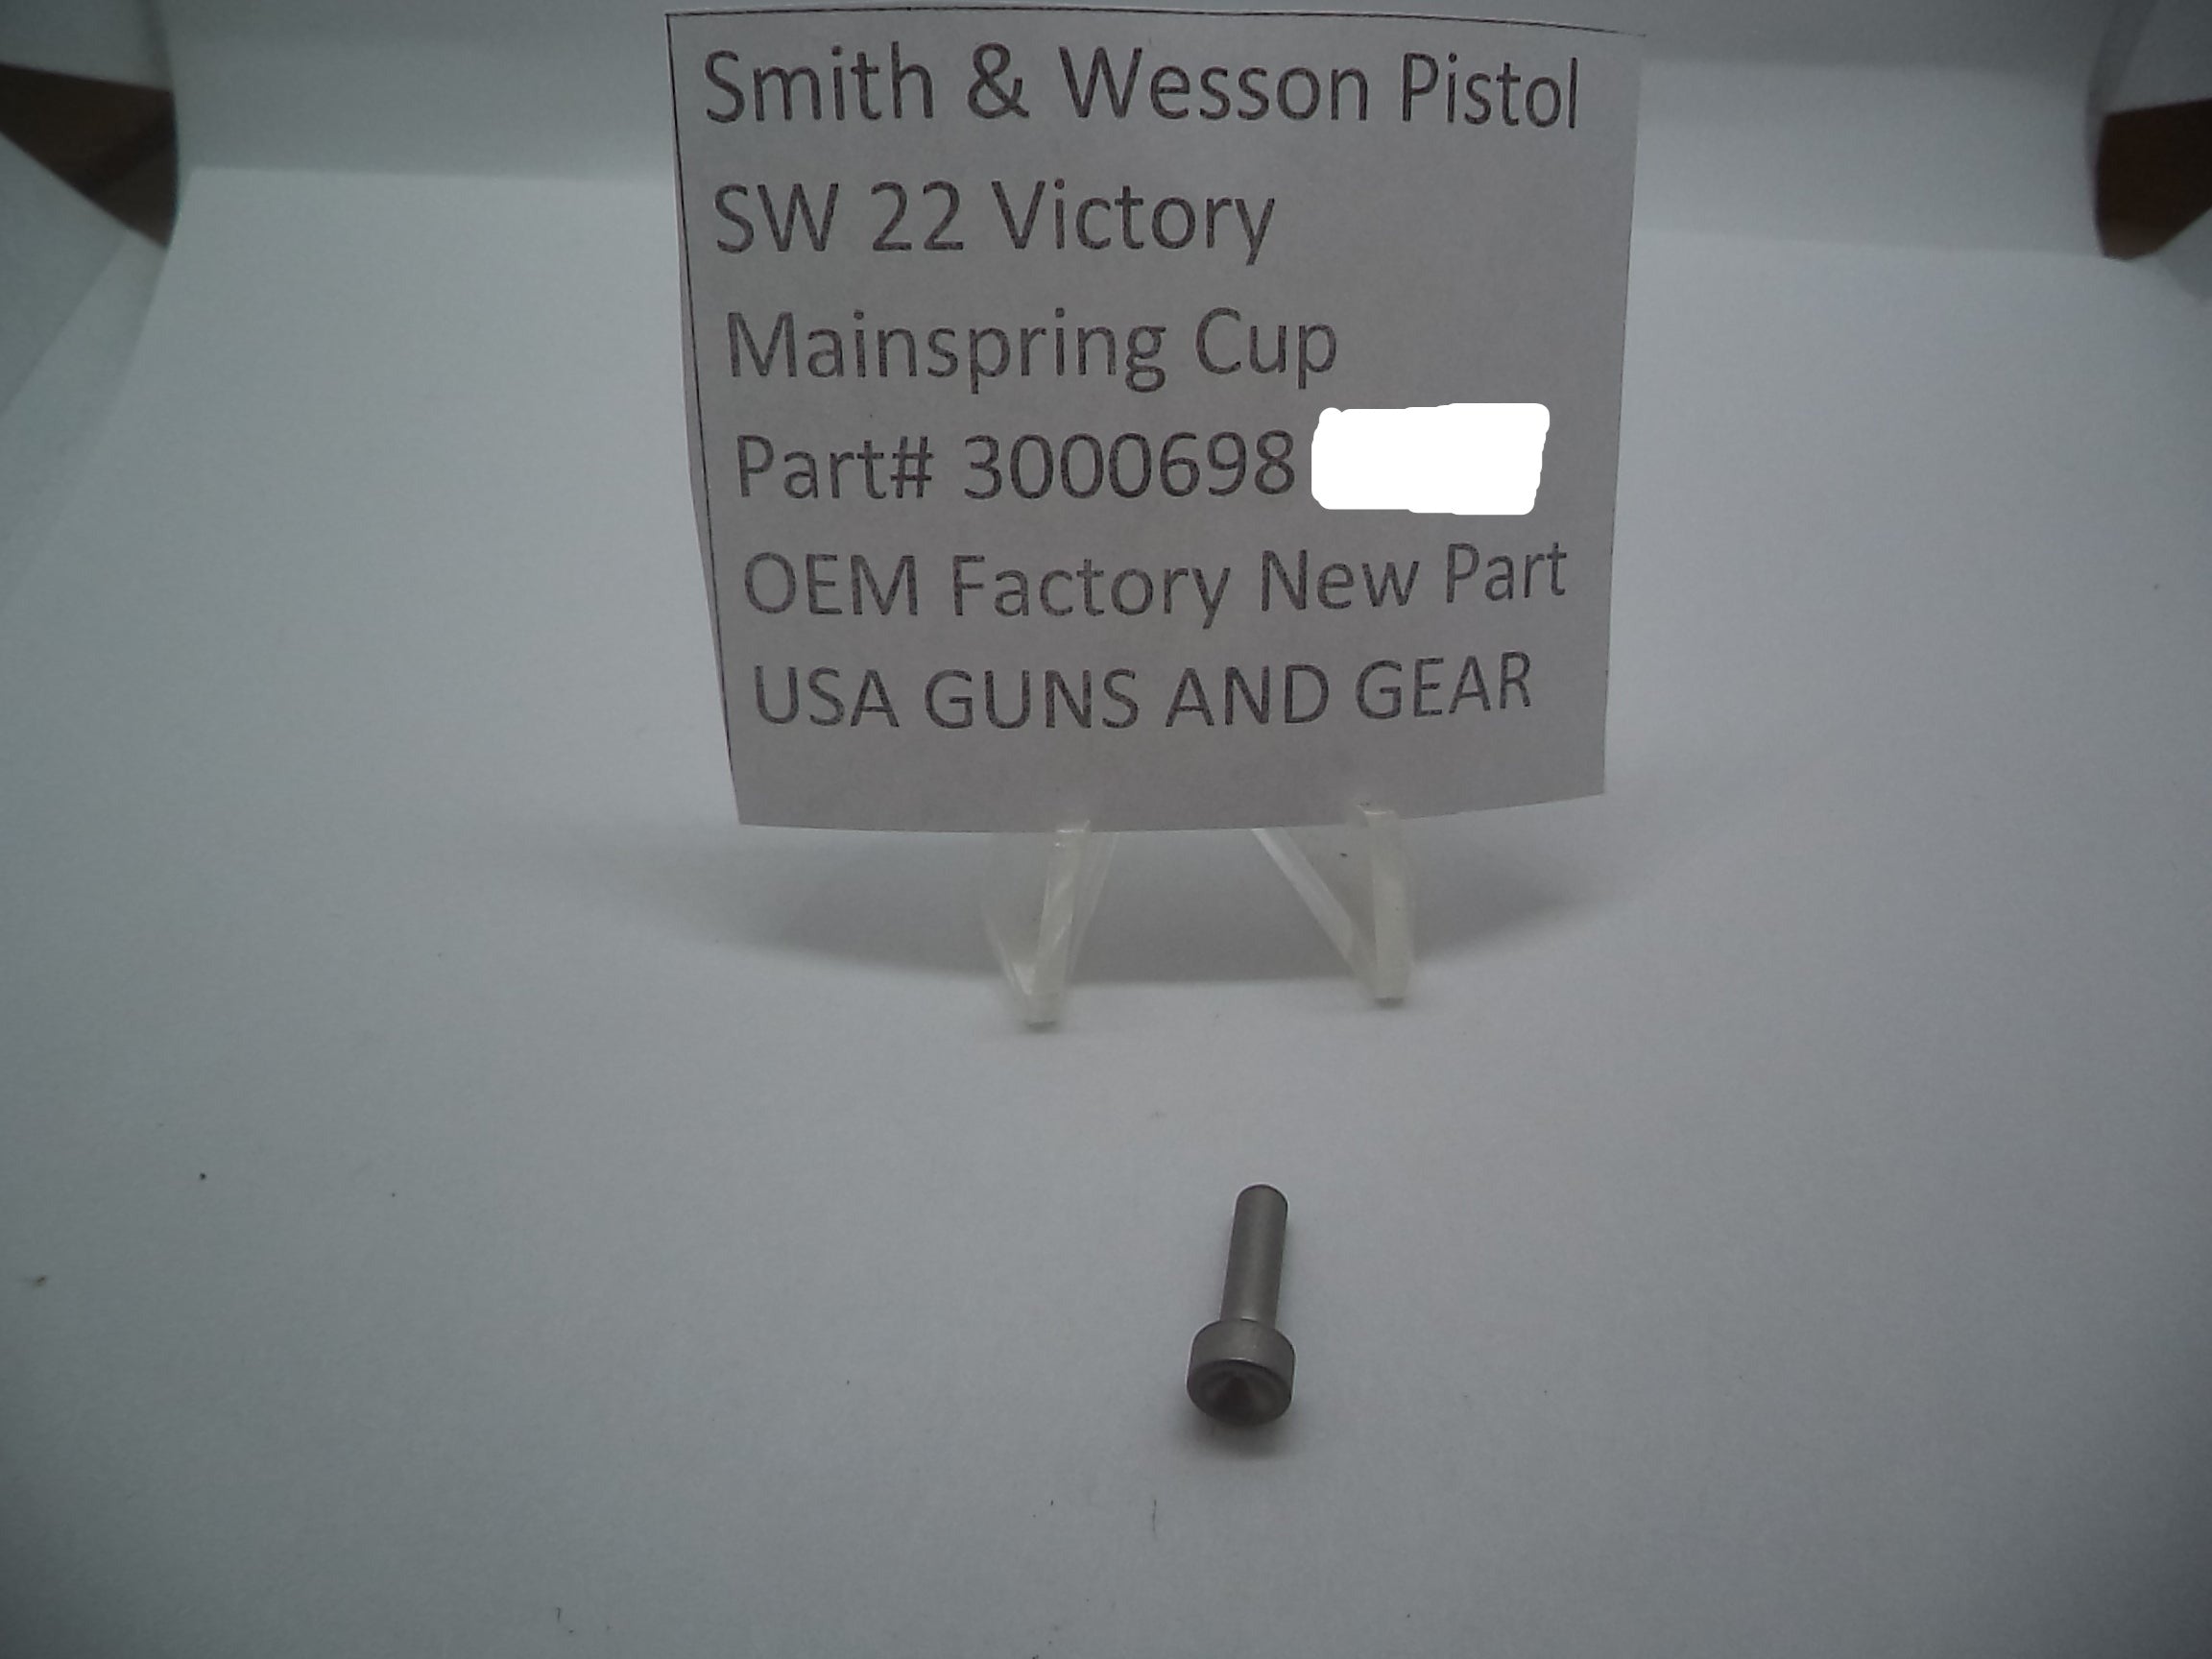 Smith & Wesson Pistol
SW 22 Victory
Mainspring Cup
Part# 3000698
OEM Factory New Part
USA GUNS AND GEAR